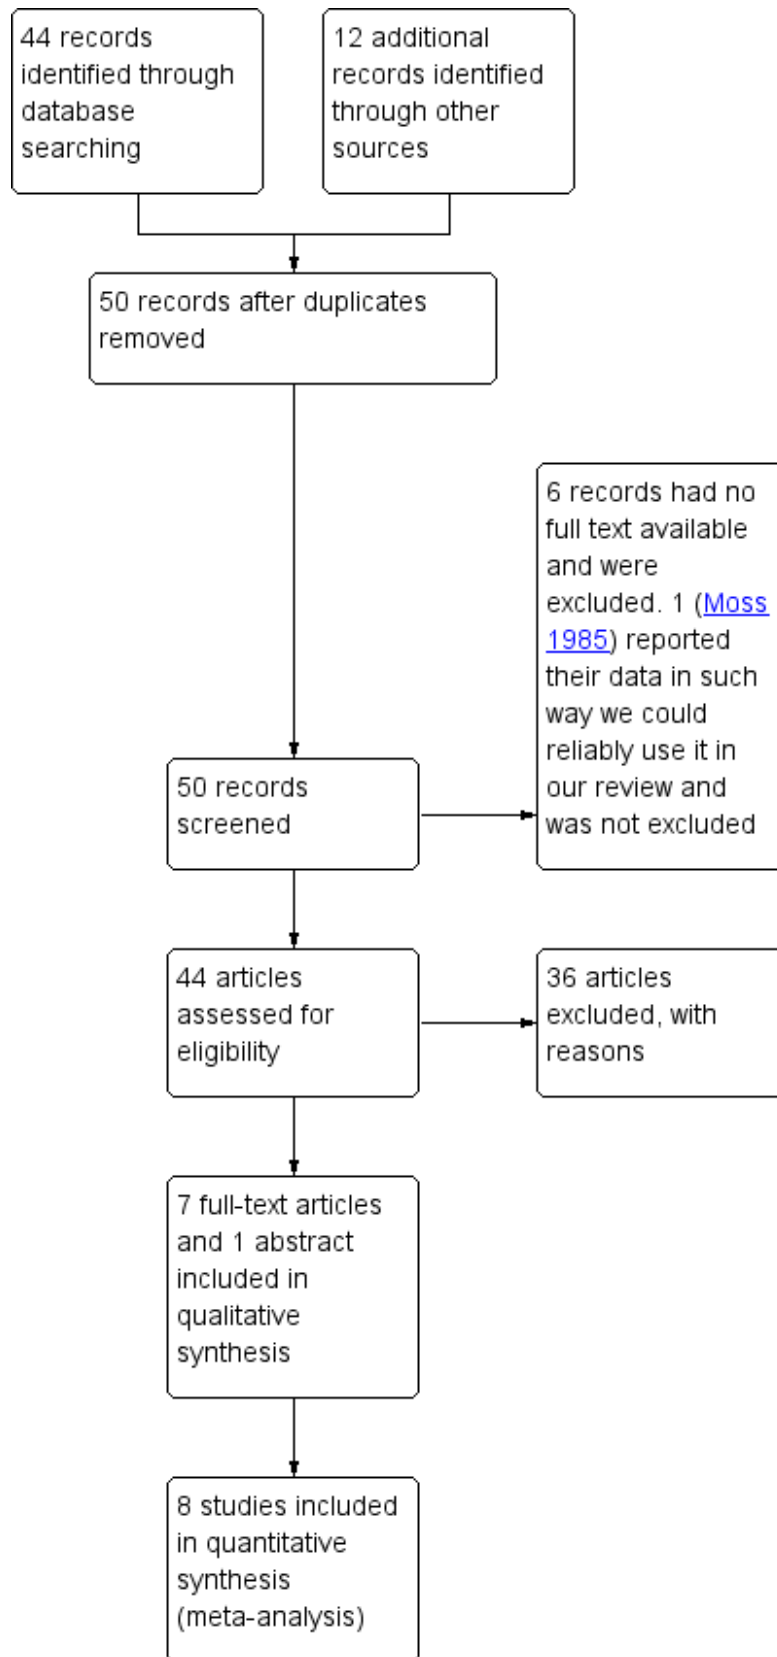 44 records
identified through
database
searching
12 additional
records identified
through other
sources
50 records after duplicates
removed
6 records had no
full text available
and were
excluded. 1 (Moss
1985) reported
their data in such
way we could
reliably use it in
our review and
was not excluded
50 records
screened
44 articles
assessed for
eligibility
36 articles
excluded, with
reasons
7 full-text articles
and 1 abstract
included in
qualitative
synthesis
8 studies included
in quantitative
synthesis
(meta-analysis)